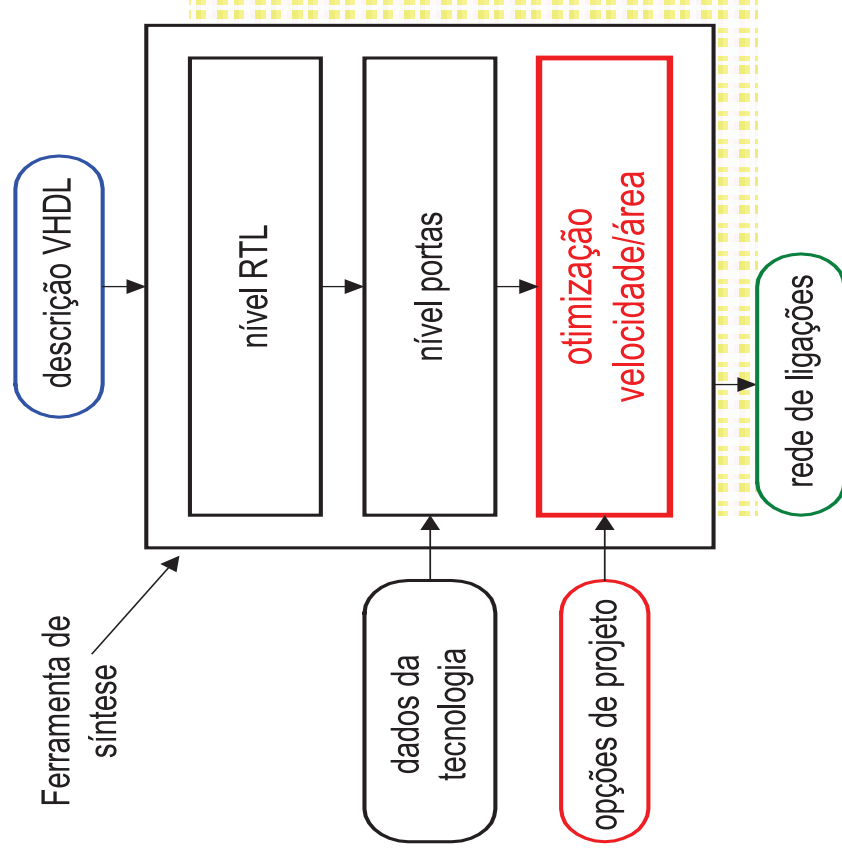 Ferramenta de
síntese
descrição VHDL
nível RTL
nível portas
dados da
tecnologia
otimização
velocidade/área
opções de projeto
rede de ligações